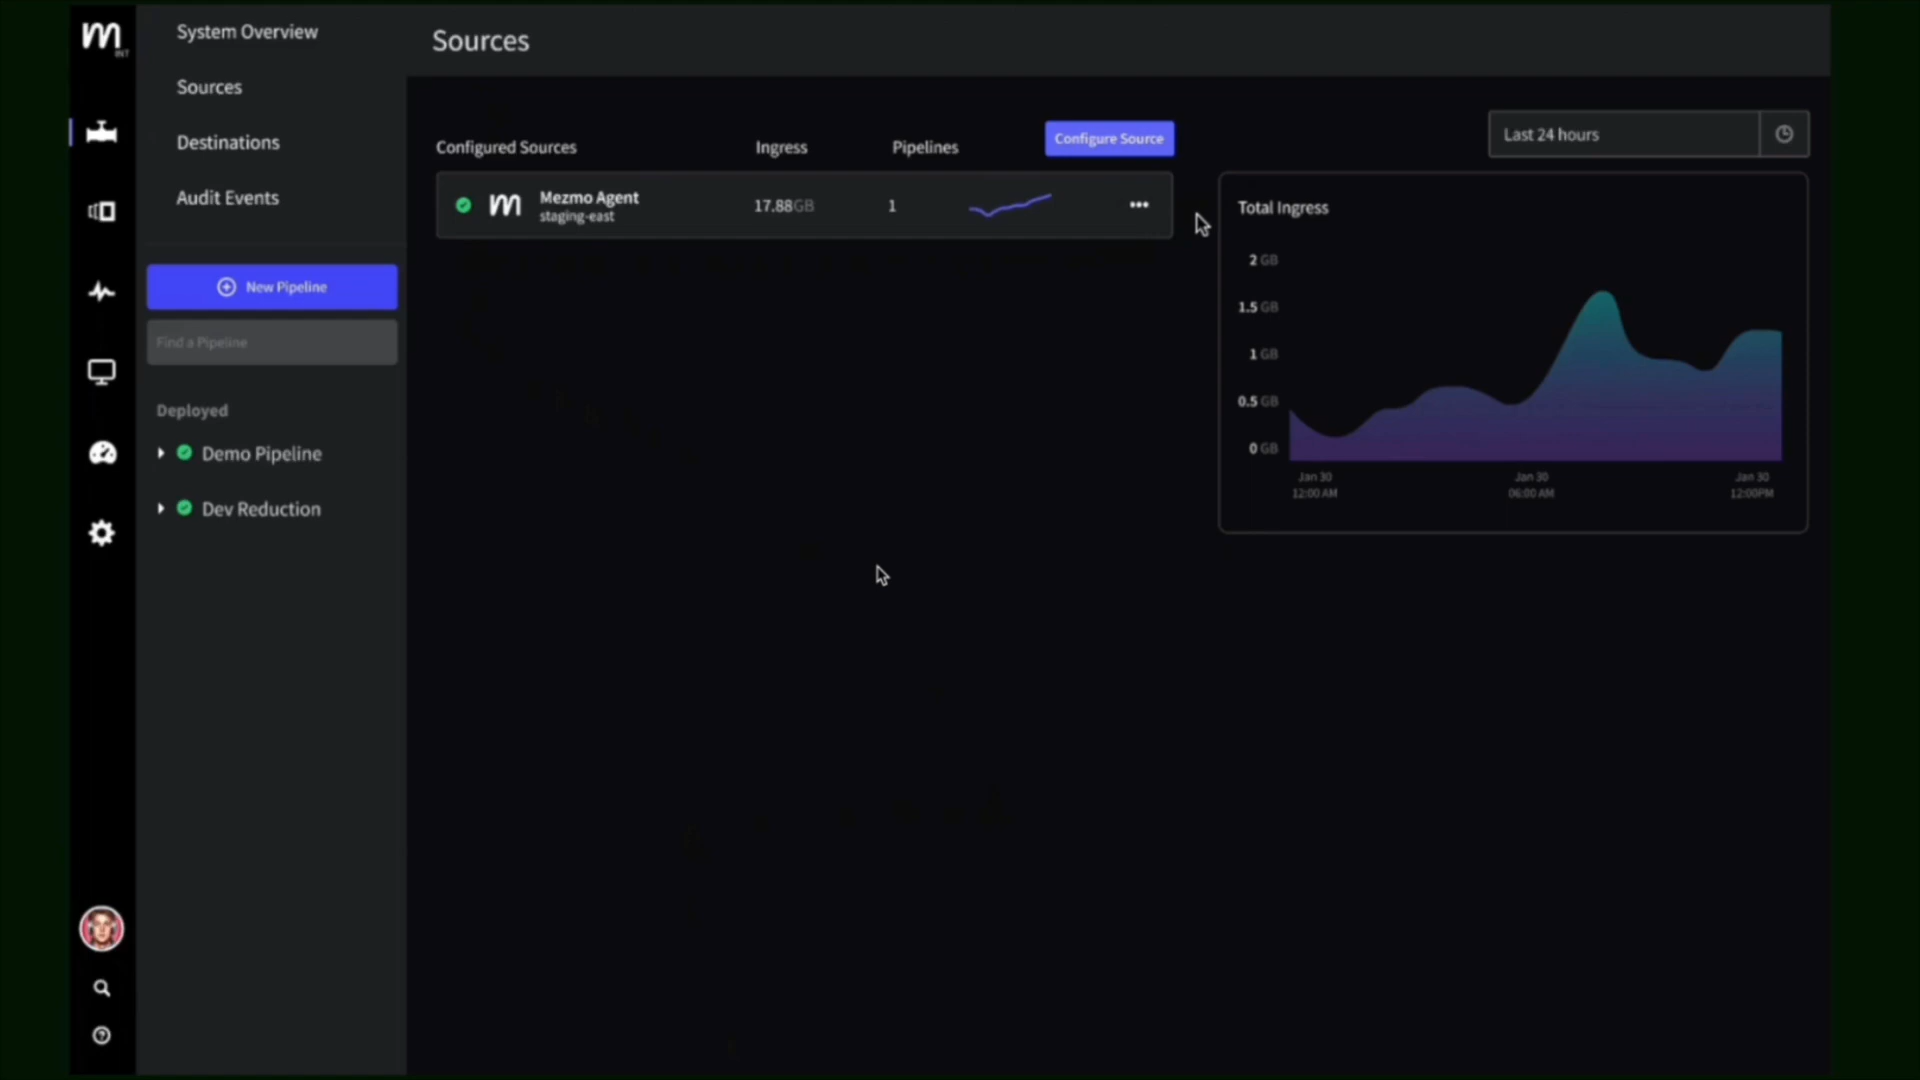 m
INT
System Overview
Sources
Destinations
Audit Events
New Pipeline
Find a Pipeline
Deployed
Demo Pipeline
Dev Reduction
Sources
Configured Sources
Ingress
Pipelines
Configure Source
m
Mezmo Agent
staging-east
17.88GB
1
Last 24 hours
Total Ingress
2 GB
1.5 GB
1 GB
0.5 GB
0 GB
Jan 30
12:00 AM
Jan 30
06:00 AM
Jan 30
12:00PM